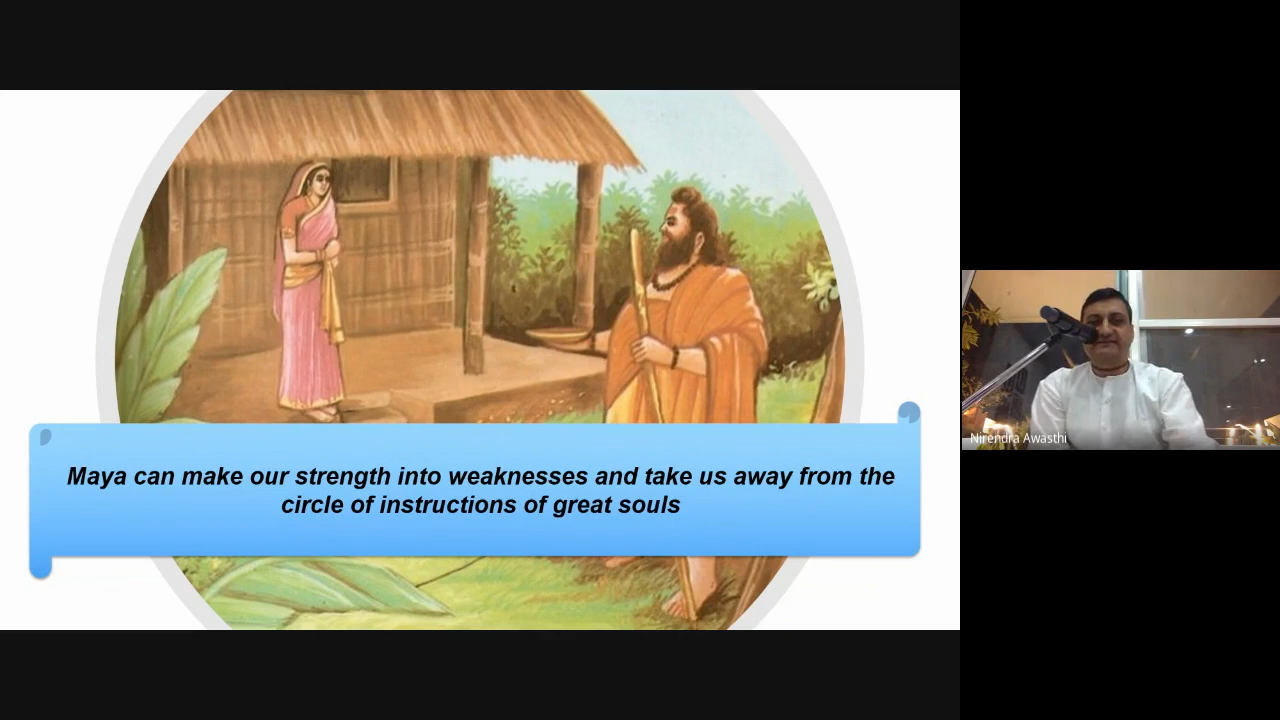 Maya can make our strength into weaknesses and take us away from the
circle of instructions of great souls
Nirendra Awasthi